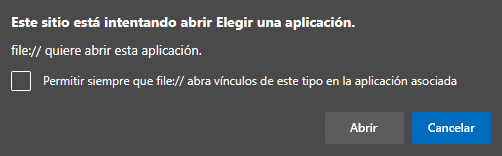 Este sitio está intentando abrir Elegir una aplicación.
file:// quiere abrir esta aplicación.
Permitir siempre que file:// abra vínculos de este tipo en la aplicación asociada
Abrir
Cancelar